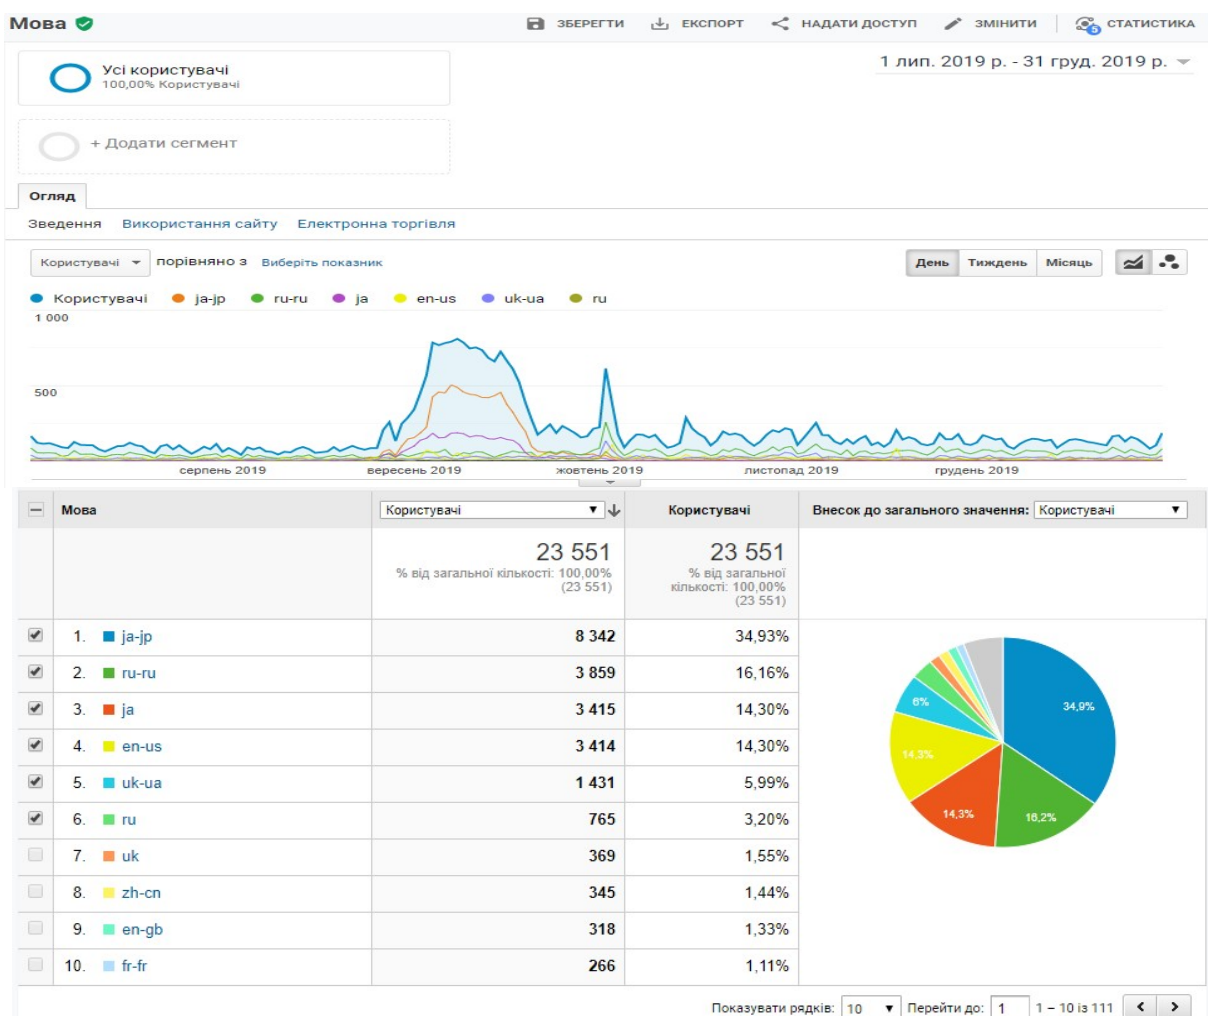 Мова
ЗБЕРЕГТИ ЕКСПОРТ НАДАТИ ДОСТУП ЗМІНИТИ 5 СТАТИСТИКА
Усі користувачі
100,00% Користувачі
1 лип. 2019 р. - 31 груд. 2019 р.
+ Додати сегмент
Огляд
Зведення Використання сайту Електронна торгівля
Користувачі порівняно з Виберіть показник
День Тиждень Місяць
Користувачі ja-jp ru-ru ja en-us uk-ua ru
1 000
500
серпень 2019 вересень 2019 жовтень 2019 листопад 2019 грудень 2019
Мова Користувачі Користувачі Внесок до загального значення: Користувачі
23 551 23 551
% від загальної кількості: 100,00% (23 551)
% від загальної кількості: 100,00% (23 551)
1. ja-jp 8 342 34,93%
2. ru-ru 3 859 16,16%
3. ja 3 415 14,30%
4. en-us 3 414 14,30%
5. uk-ua 1 431 5,99%
6. ru 765 3,20%
7. uk 369 1,55%
8. zh-cn 345 1,44%
9. en-gb 318 1,33%
10. fr-fr 266 1,11%
34,9%
16,2%
14,3%
14,3%
6%
Показувати рядків: 10 Перейти до: 1 1 – 10 із 111